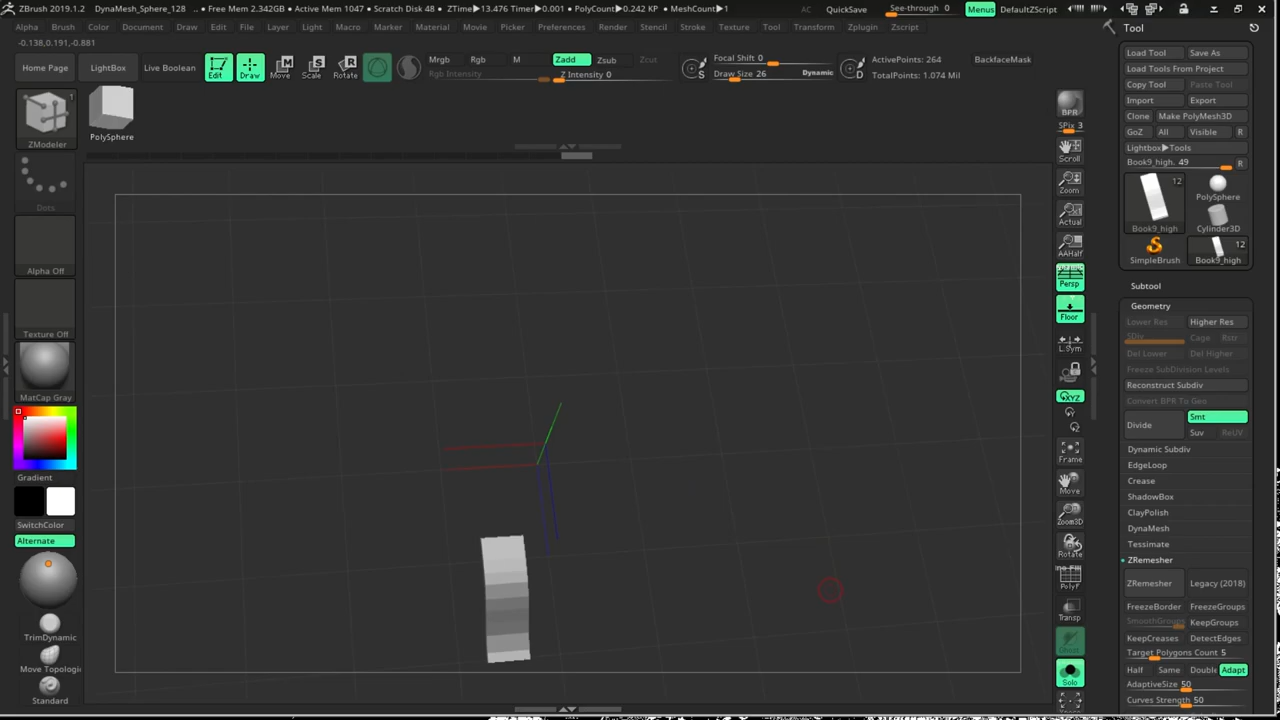 ZBrush 2019.1.2 DynaMesh_Sphere_128 • Free Mem 2.342GB • Active Mem 1047 • Scratch Disk 48 • ZTime▶13.476 Timer▶0.001 • PolyCount▶0.242 KP • MeshCount▶1 AC QuickSave See-through 0 Menus DefaultZScript
Alpha Brush Color Document Draw Edit File Layer Light Macro Marker Material Movie Picker Preferences Render Stencil Stroke Texture Tool Transform Zplugin Zscript
-0.138,0.191,-0.881
Home Page LightBox Live Boolean Edit Draw Move Scale Rotate
Mrgb Rgb M Zadd Zsub Zcut
Rgb Intensity Z Intensity 0
Focal Shift 0
Draw Size 26 Dynamic
ActivePoints: 264
TotalPoints: 1.074 Mil
BackfaceMask
1
ZModeler
PolySphere
Dots
Alpha Off
Texture Off
MatCap Gray
Gradient
SwitchColor
Alternate
TrimDynamic
Move Topologic
Standard
BPR
SPix 3
Scroll
Zoom
Actual
AAHalf
Persp
Floor
L.Sym
XYZ
Frame
Move
Zoom3D
Rotate
PolyF
Transp
Ghost
Solo
Tool
Load Tool Save As
Load Tools From Project
Copy Tool Paste Tool
Import Export
Clone Make PolyMesh3D
GoZ All Visible R
Lightbox▶Tools
Book9_high. 49 R
12
Book9_high
PolySphere
Cylinder3D
SimpleBrush
12
Book9_high
Subtool
Geometry
Lower Res Higher Res
SDiv Cage Rstr
Del Lower Del Higher
Freeze SubDivision Levels
Reconstruct Subdiv
Convert BPR To Geo
Divide Smt
Suv ReUV
Dynamic Subdiv
EdgeLoop
Crease
ShadowBox
ClayPolish
DynaMesh
Tessimate
ZRemesher
ZRemesher Legacy (2018)
FreezeBorder FreezeGroups
SmoothGroups KeepGroups
KeepCreases DetectEdges
Target Polygons Count 5
Half Same Double Adapt
AdaptiveSize 50
Curves Strength 50